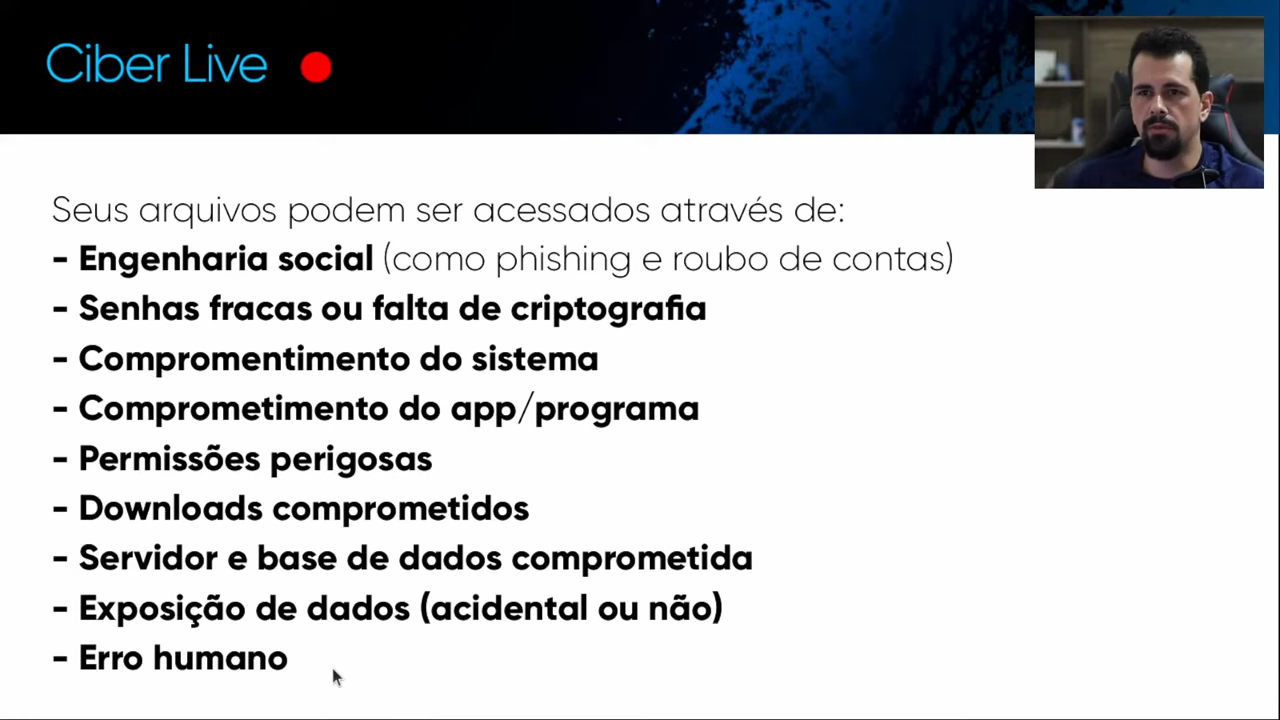 Ciber Live
Seus arquivos podem ser acessados através de:
- Engenharia social (como phishing e roubo de contas)
- Senhas fracas ou falta de criptografia
- Compromentimento do sistema
- Comprometimento do app/programa
- Permissões perigosas
- Downloads comprometidos
- Servidor e base de dados comprometida
- Exposição de dados (acidental ou não)
- Erro humano